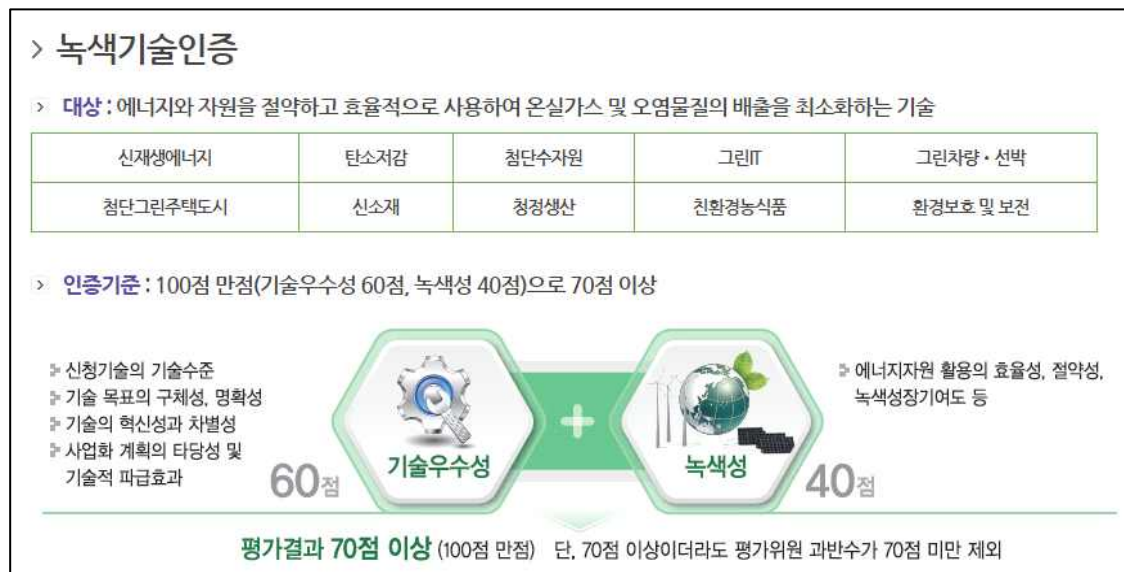 녹색기술인증
대상 : 에너지와 자원을 절약하고 효율적으로 사용하여 온실가스 및 오염물질의 배출을 최소화하는 기술
신재생에너지 탄소저감 첨단수자원 그린IT 그린차량・선박
첨단그린주택도시 신소재 청정생산 친환경농식품 환경보호 및 보전
인증기준 : 100점 만점(기술우수성 60점, 녹색성 40점)으로 70점 이상
신청기술의 기술수준
기술 목표의 구체성, 명확성
기술의 혁신성과 차별성
사업화 계획의 타당성 및
기술적 파급효과
60점
기술우수성
+
녹색성
40점
에너지자원 활용의 효율성, 절약성,
녹색성장기여도 등
평가결과 70점 이상 (100점 만점) 단, 70점 이상이더라도 평가위원 과반수가 70점 미만 제외